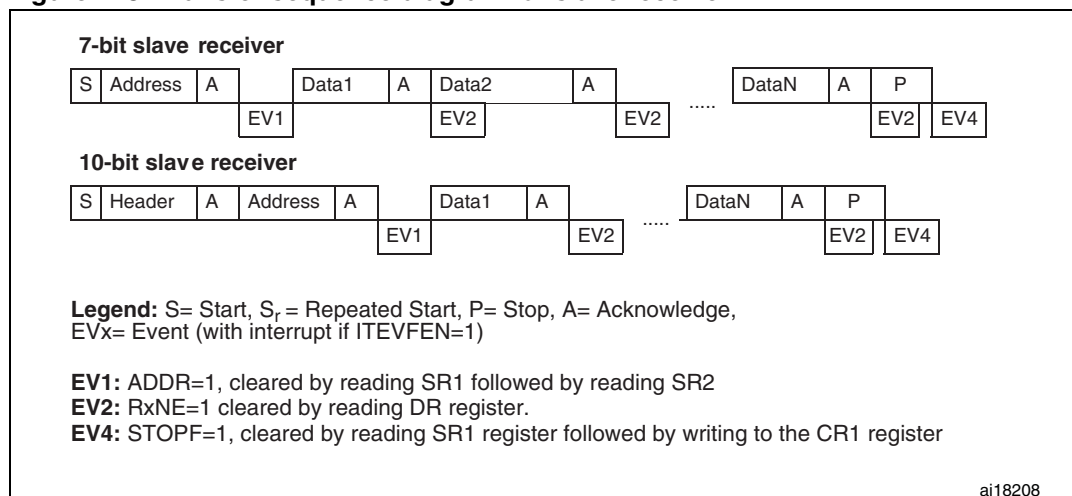 7-bit slave receiver
S Address A Data1 A Data2 A ..... DataN A P
EV1 EV2 EV2 EV2 EV4
10-bit slave receiver
S Header A Address A Data1 A ..... DataN A P
EV1 EV2 EV2 EV4
Legend: S= Start, Sr = Repeated Start, P= Stop, A= Acknowledge,
EVx= Event (with interrupt if ITEVFEN=1)
EV1: ADDR=1, cleared by reading SR1 followed by reading SR2
EV2: RxNE=1 cleared by reading DR register.
EV4: STOPF=1, cleared by reading SR1 register followed by writing to the CR1 register
ai18208